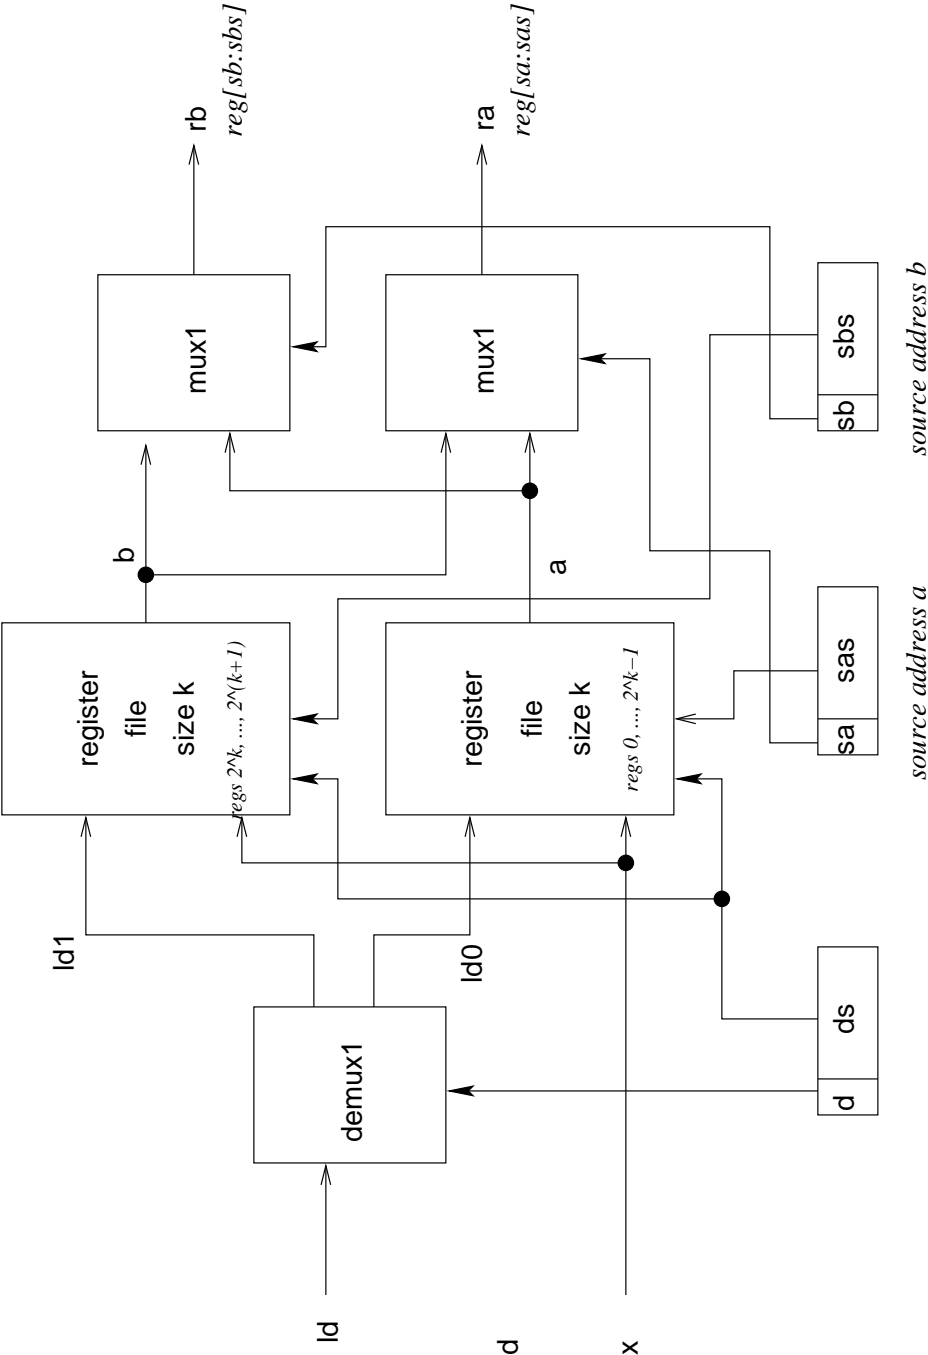 rb
reg[sb:sbs]
ra
reg[sa:sas]
mux1
mux1
b
a
register
file
size k
regs 2^k, ..., 2^(k+1)
register
file
size k
regs 0, ..., 2^k−1
ld1
ld0
demux1
ld
d
x
d
ds
sa
sas
source address a
sb
sbs
source address b